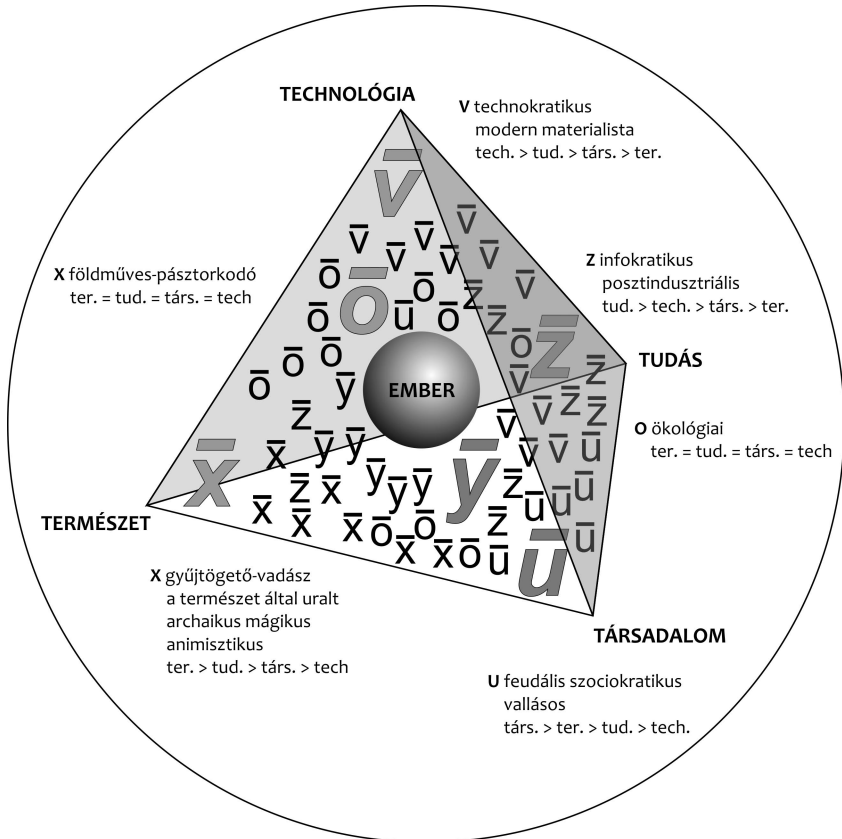 TECHNOLÓGIA
V technokratikus
modern materialista
tech. > tud. > társ. > ter.
X földműves-pásztorkodó
ter. = tud. = társ. = tech
Z infokratikus
posztindusztriális
tud. > tech. > társ. > ter.
TUDÁS
EMBER
O ökológiai
ter. = tud. = társ. = tech
TERMÉSZET
X gyűjtögető-vadász
a természet által uralt
archaikus mágikus
animisztikus
ter. > tud. > társ. > tech
TÁRSADALOM
U feudális szociokratikus
vallásos
társ. > ter. > tud. > tech.
v̄
v̄ v̄ v̄ v̄
ō ō ō
ō ū ō
ō ō
ō ȳ
z̄
x̄ ȳ ȳ
x̄
z̄ x̄ ȳ ȳ ȳ ȳ
x̄ x̄ x̄ ō ō
x̄ x̄ ō ū
v̄ v̄ v̄
z̄ z̄ ō z̄
v̄ z̄
v̄ z̄ z̄
v̄ v̄ v̄ ū
z̄ ū ū ū
z̄ ū ū